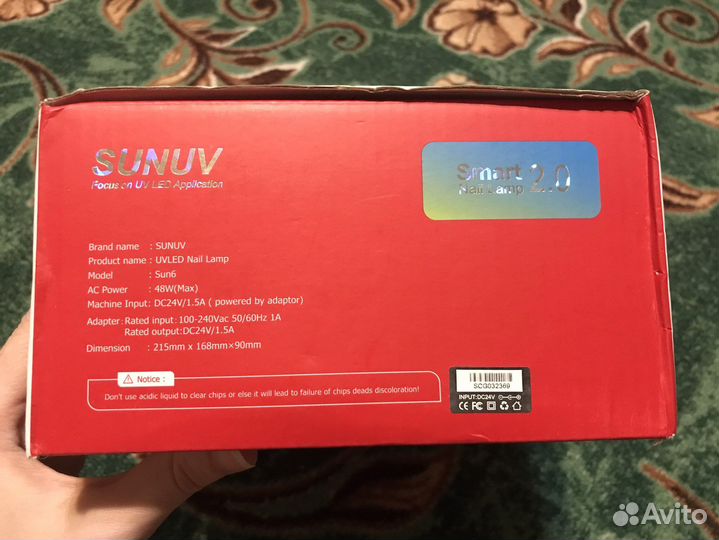 SUNUV
Focus on UV LED Application
Smart
Nail Lamp 2.0
Brand name : SUNUV
Product name : UVLED Nail Lamp
Model : Sun6
AC Power : 48W(Max)
Machine Input: DC24V/1.5A ( powered by adaptor)
Adapter: Rated input: 100-240Vac 50/60Hz 1A
Rated output:DC24V/1.5A
Dimension : 215mm x 168mm×90mm
Notice :
Don't use acidic liquid to clear chips or else it will lead to failure of chips deads discoloration!
SCG032369
INPUT:DC24V
CE FC
Avito